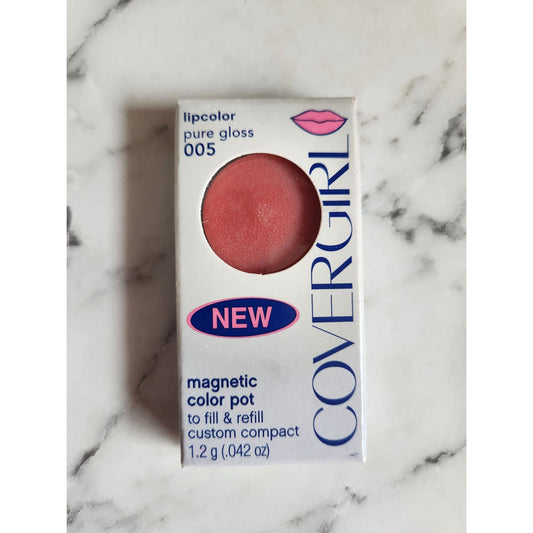 lipcolor
pure gloss
005
COVERGIRL
NEW
magnetic
color pot
to fill & refill
custom compact
1.2 g (.042 oz)